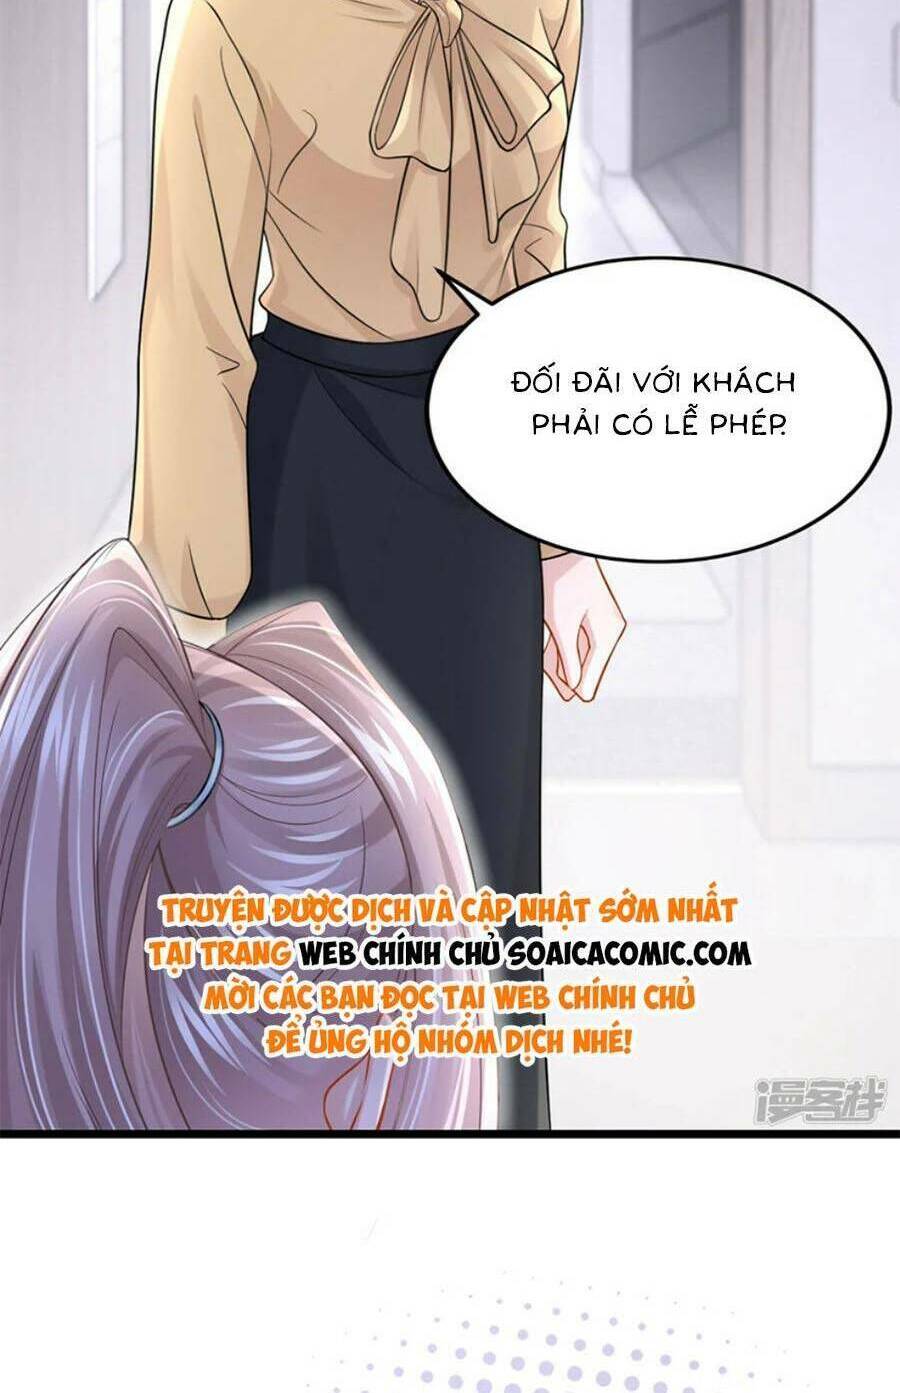 ĐỐI ĐÃI VỚI KHÁCH
PHẢI CÓ LỄ PHÉP.
TRUYỆN ĐƯỢC DỊCH VÀ CẬP NHẬT SỚM NHẤT
TẠI TRANG WEB CHÍNH CHỦ SOAICACOMIC.COM
MỜI CÁC BẠN ĐỌC TẠI WEB CHÍNH CHỦ
ĐỂ ỦNG HỘ NHÓM DỊCH NHÉ!
漫客栈